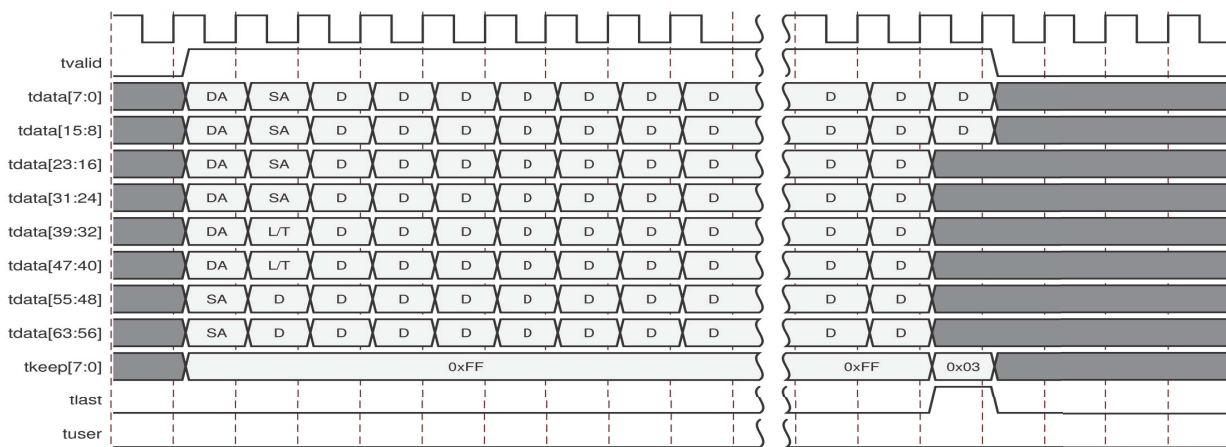 tvalid
tdata[7:0] DA SA D D D D D D D D D D
tdata[15:8] DA SA D D D D D D D D D D
tdata[23:16] DA SA D D D D D D D D D
tdata[31:24] DA SA D D D D D D D D D
tdata[39:32] DA L/T D D D D D D D D D
tdata[47:40] DA L/T D D D D D D D D D
tdata[55:48] SA D D D D D D D D D D
tdata[63:56] SA D D D D D D D D D D
tkeep[7:0] 0xFF 0xFF 0x03
tlast
tuser